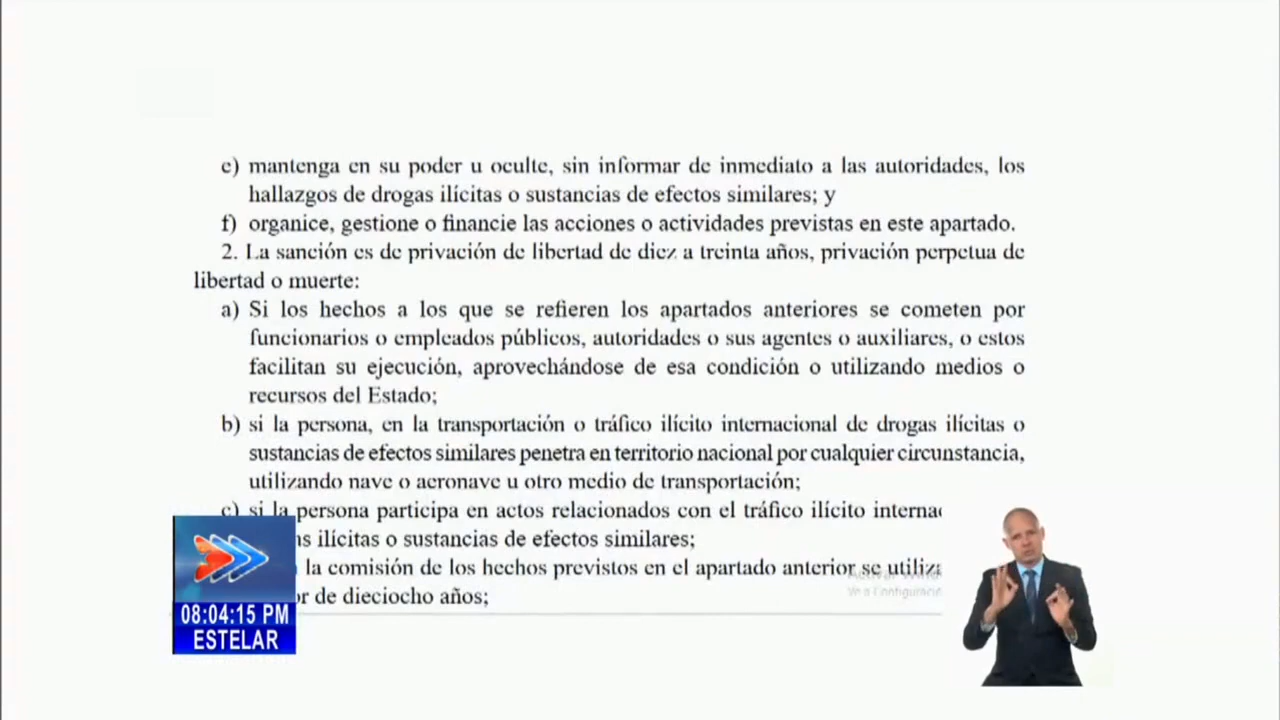 e) mantenga en su poder u oculte, sin informar de inmediato a las autoridades, los
hallazgos de drogas ilícitas o sustancias de efectos similares; y
f) organice, gestione o financie las acciones o actividades previstas en este apartado.
2. La sanción es de privación de libertad de diez a treinta años, privación perpetua de
libertad o muerte:
a) Si los hechos a los que se refieren los apartados anteriores se cometen por
funcionarios o empleados públicos, autoridades o sus agentes o auxiliares, o estos
facilitan su ejecución, aprovechándose de esa condición o utilizando medios o
recursos del Estado;
b) si la persona, en la transportación o tráfico ilícito internacional de drogas ilícitas o
sustancias de efectos similares penetra en territorio nacional por cualquier circunstancia,
utilizando nave o aeronave u otro medio de transportación;
c) si la persona participa en actos relacionados con el tráfico ilícito
ilícitas o sustancias de efectos similares;
la comisión de los hechos previstos en el apartado anterior se
de dieciocho años;
08:04:15 PM
ESTELAR